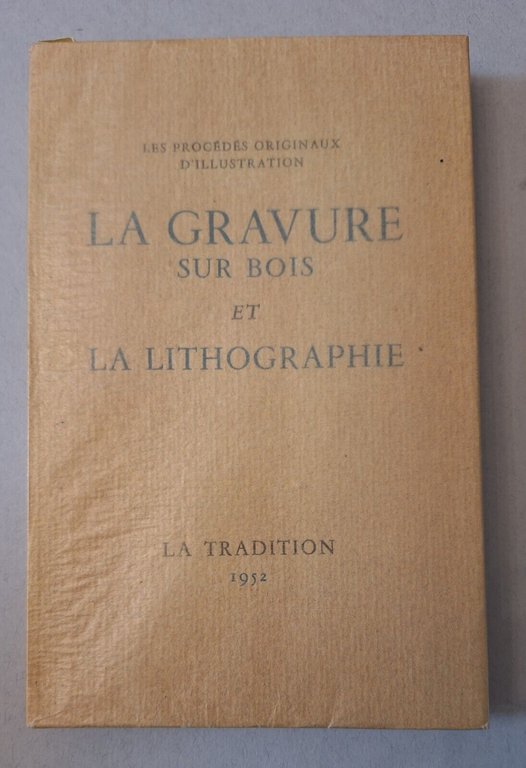 LES PROCÉDÉS ORIGINAUX
D'ILLUSTRATION
LA GRAVURE
SUR BOIS
ET
LA LITHOGRAPHIE
LA TRADITION
1952